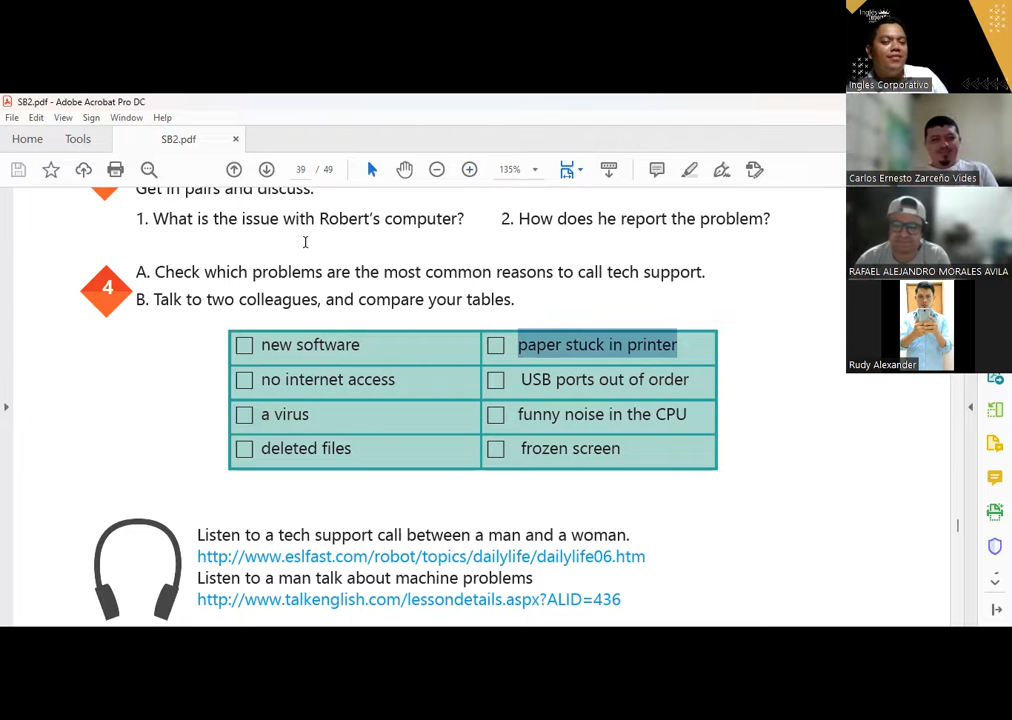 SB2.pdf - Adobe Acrobat Pro DC
File Edit View Sign Window Help
Home Tools SB2.pdf ×
39 / 49 135%
Get in pairs and discuss.
1. What is the issue with Robert's computer? 2. How does he report the problem?
4
A. Check which problems are the most common reasons to call tech support.
B. Talk to two colleagues, and compare your tables.
new software paper stuck in printer
no internet access USB ports out of order
a virus funny noise in the CPU
deleted files frozen screen
Listen to a tech support call between a man and a woman.
http://www.eslfast.com/robot/topics/dailylife/dailylife06.htm
Listen to a man talk about machine problems
http://www.talkenglish.com/lessondetails.aspx?ALID=436
Inglés
Inglés Corporativo
Carlos Ernesto Zarceño Vides
RAFAEL ALEJANDRO MORALES AVILA
Rudy Alexander